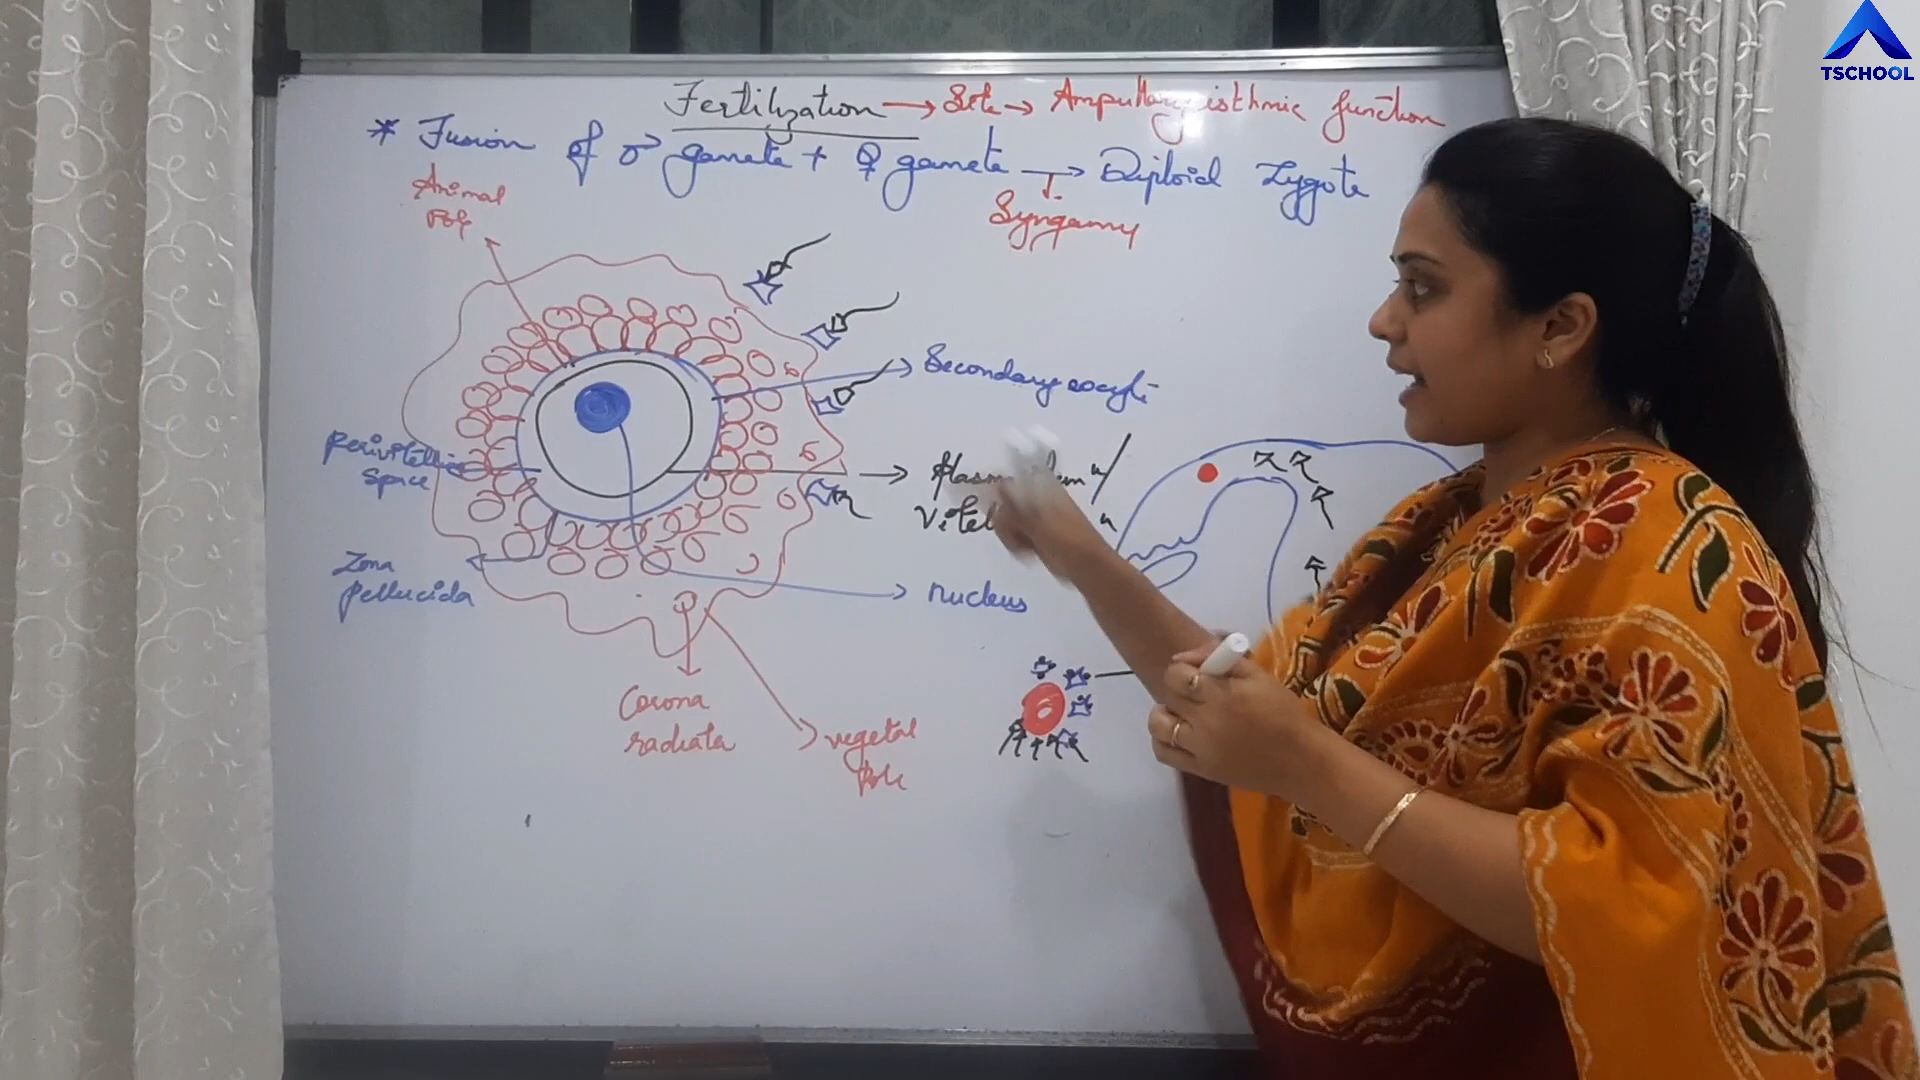 TSCHOOL
Fertilization → Site → Ampullary isthmic function
* Fusion of ♂ gamete + ♀ gamete → Diploid Zygote
Syngamy
Animal
Pole
Secondary oocyte
Perivitelline
Space
Zona
Pellucida
nucleus
Corona
radiata
vegetal
Pole